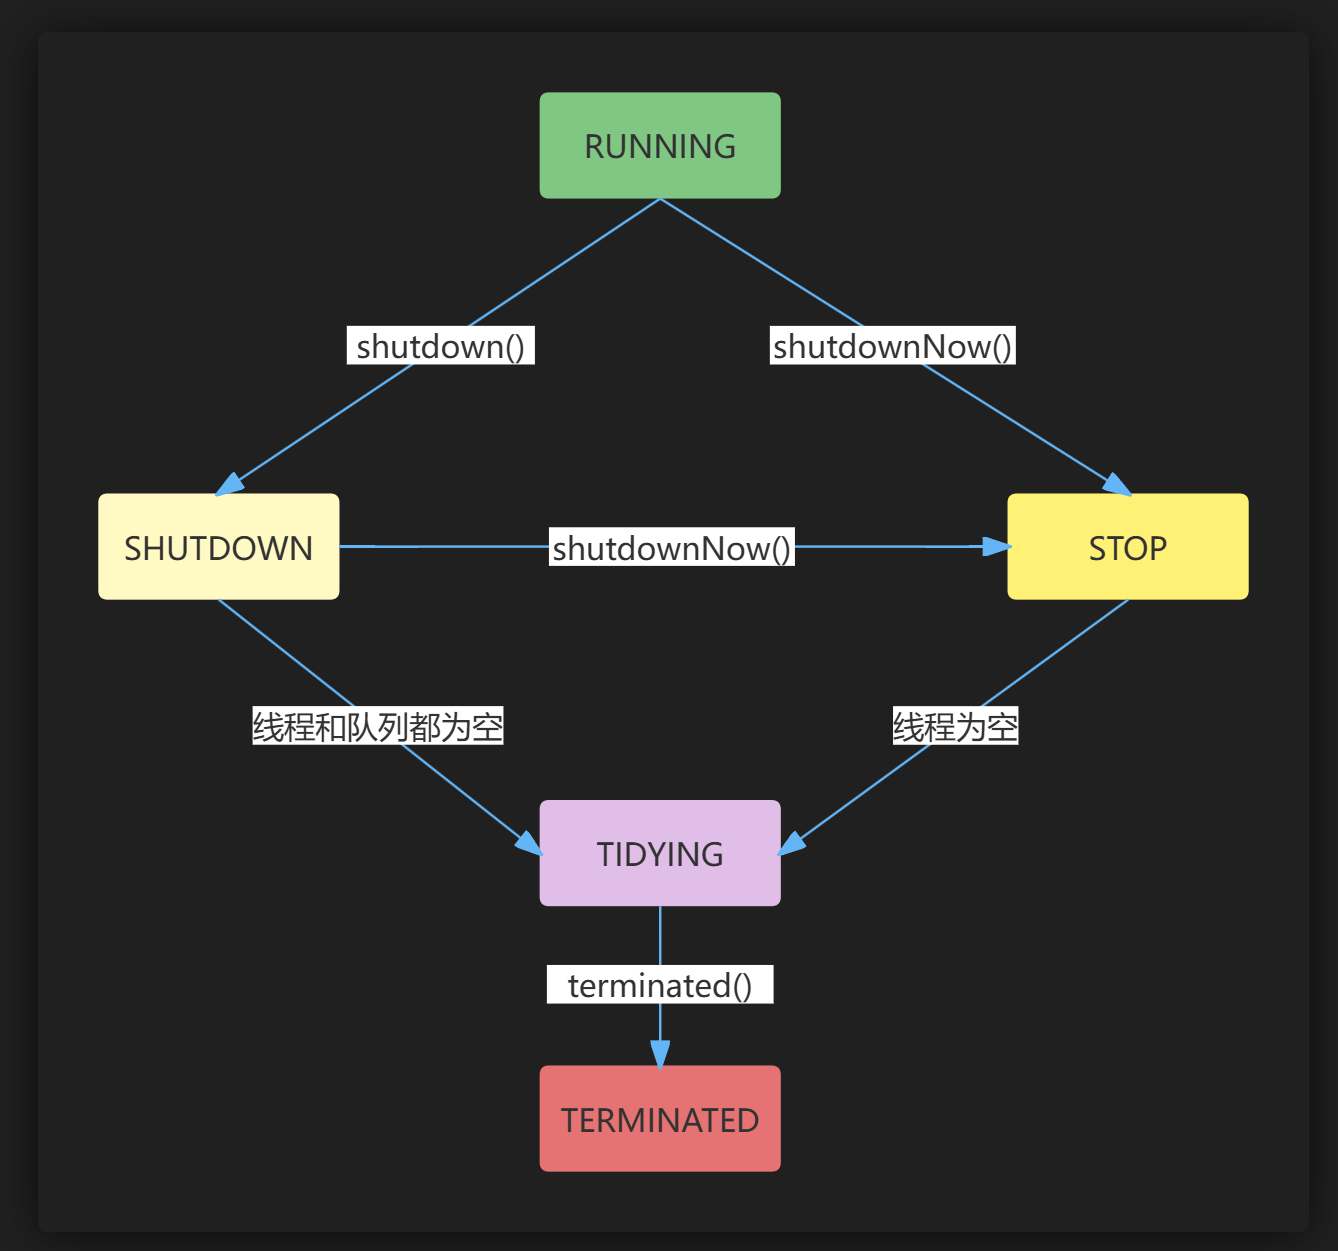 RUNNING
shutdown()
shutdownNow()
SHUTDOWN
shutdownNow()
STOP
线程和队列都为空
线程为空
TIDYING
terminated()
TERMINATED